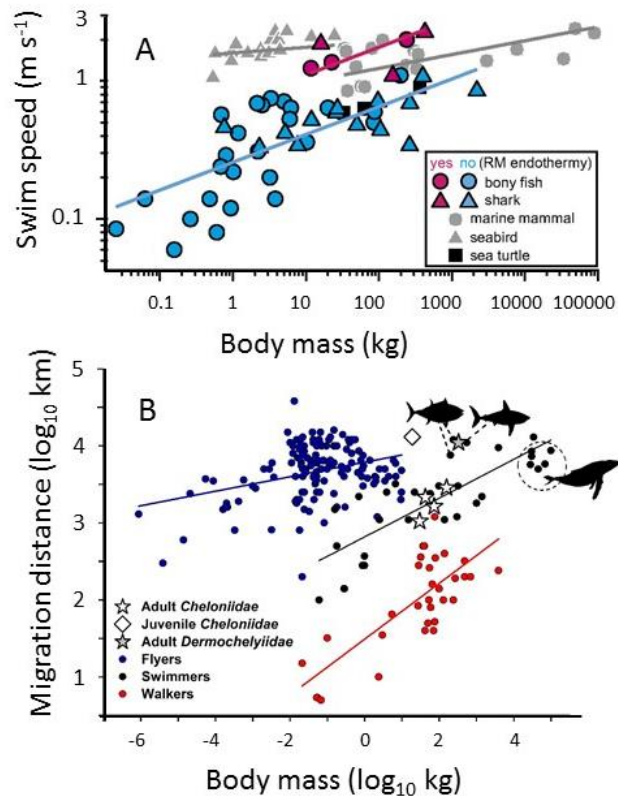 A
Swim speed (m s⁻¹)
3
1
0.1
yes no (RM endothermy)
bony fish
shark
marine mammal
seabird
sea turtle
0.1 1 10 100 1000 10000 100000
Body mass (kg)
B
Migration distance (log₁₀ km)
5
4
3
2
1
Adult Cheloniidae
Juvenile Cheloniidae
Adult Dermochelyiidae
Flyers
Swimmers
Walkers
-6 -4 -2 0 2 4
Body mass (log₁₀ kg)